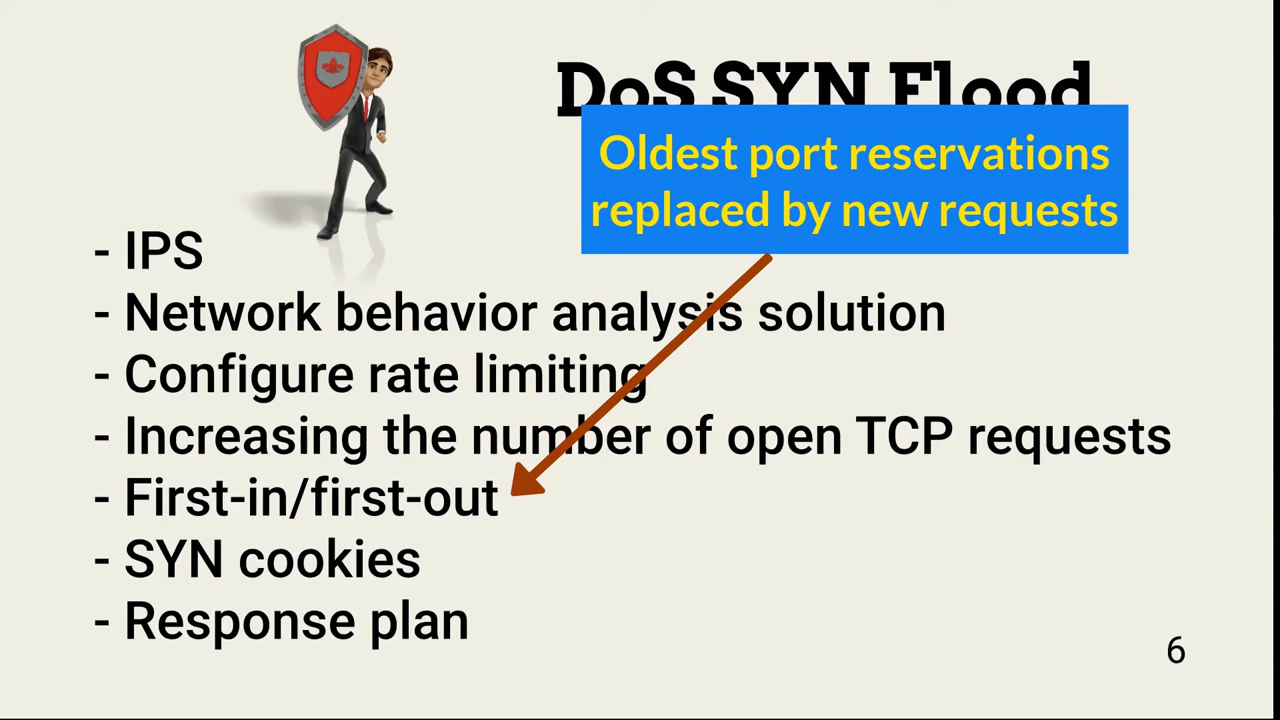 DoS SYN Flood
Oldest port reservations
replaced by new requests
- IPS
- Network behavior analysis solution
- Configure rate limiting
- Increasing the number of open TCP requests
- First-in/first-out
- SYN cookies
- Response plan
6